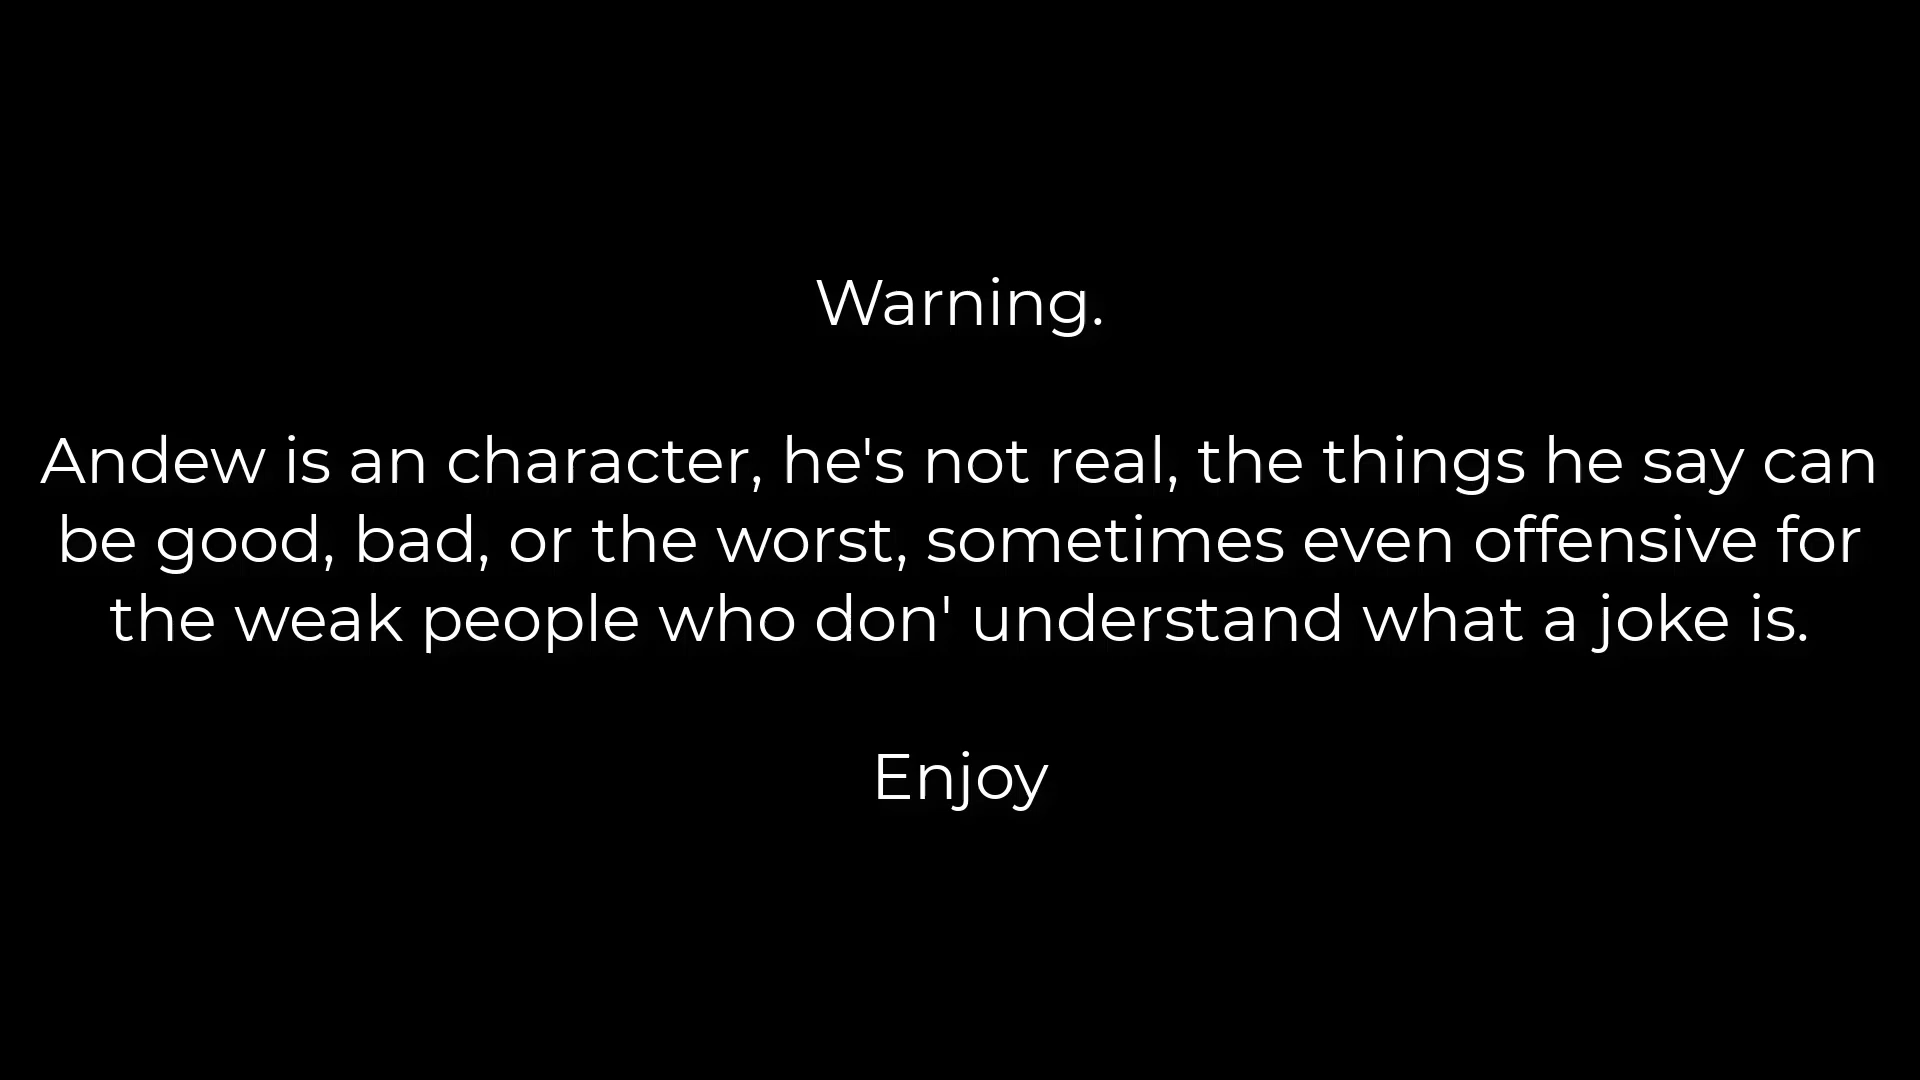 Warning.
Andew is an character, he's not real, the things he say can
be good, bad, or the worst, sometimes even offensive for
the weak people who don' understand what a joke is.
Enjoy